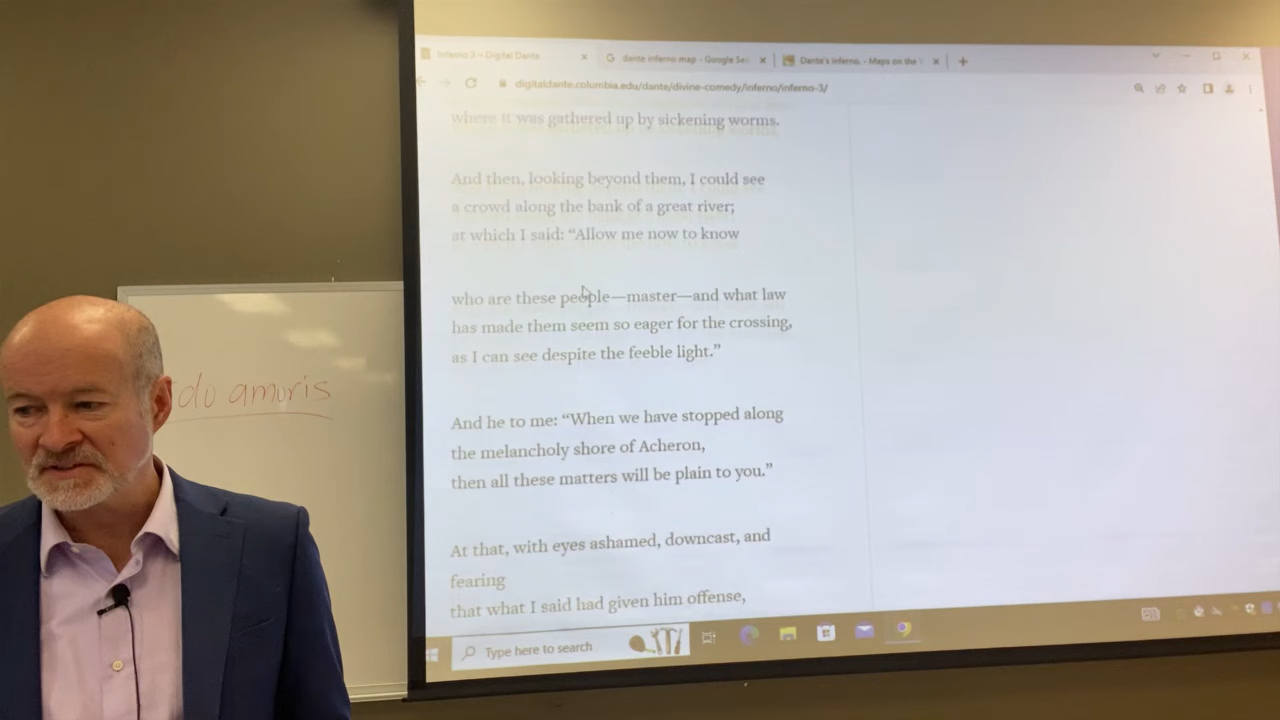 Inferno 3 – Digital Dante
dante inferno map - Google Sea
Dante's Inferno. - Maps on the
digitaldante.columbia.edu/dante/divine-comedy/inferno/inferno-3/
where it was gathered up by sickening worms.
And then, looking beyond them, I could see
a crowd along the bank of a great river;
at which I said: “Allow me now to know
who are these people—master—and what law
has made them seem so eager for the crossing,
as I can see despite the feeble light.”
And he to me: “When we have stopped along
the melancholy shore of Acheron,
then all these matters will be plain to you.”
At that, with eyes ashamed, downcast, and
fearing
that what I said had given him offense,
Type here to search
do amoris